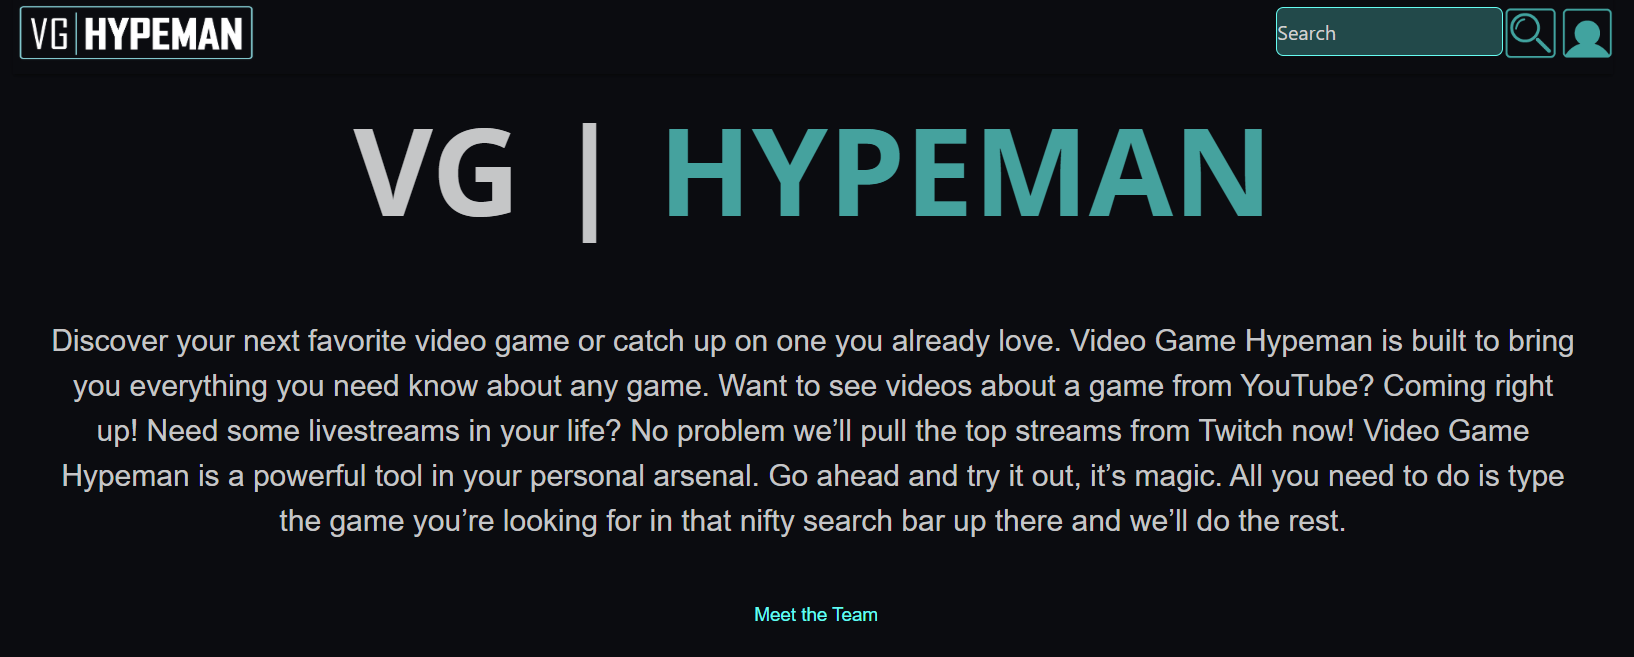 VG HYPEMAN
Search
VG | HYPEMAN
Discover your next favorite video game or catch up on one you already love. Video Game Hypeman is built to bring
you everything you need know about any game. Want to see videos about a game from YouTube? Coming right
up! Need some livestreams in your life? No problem we’ll pull the top streams from Twitch now! Video Game
Hypeman is a powerful tool in your personal arsenal. Go ahead and try it out, it’s magic. All you need to do is type
the game you’re looking for in that nifty search bar up there and we’ll do the rest.
Meet the Team